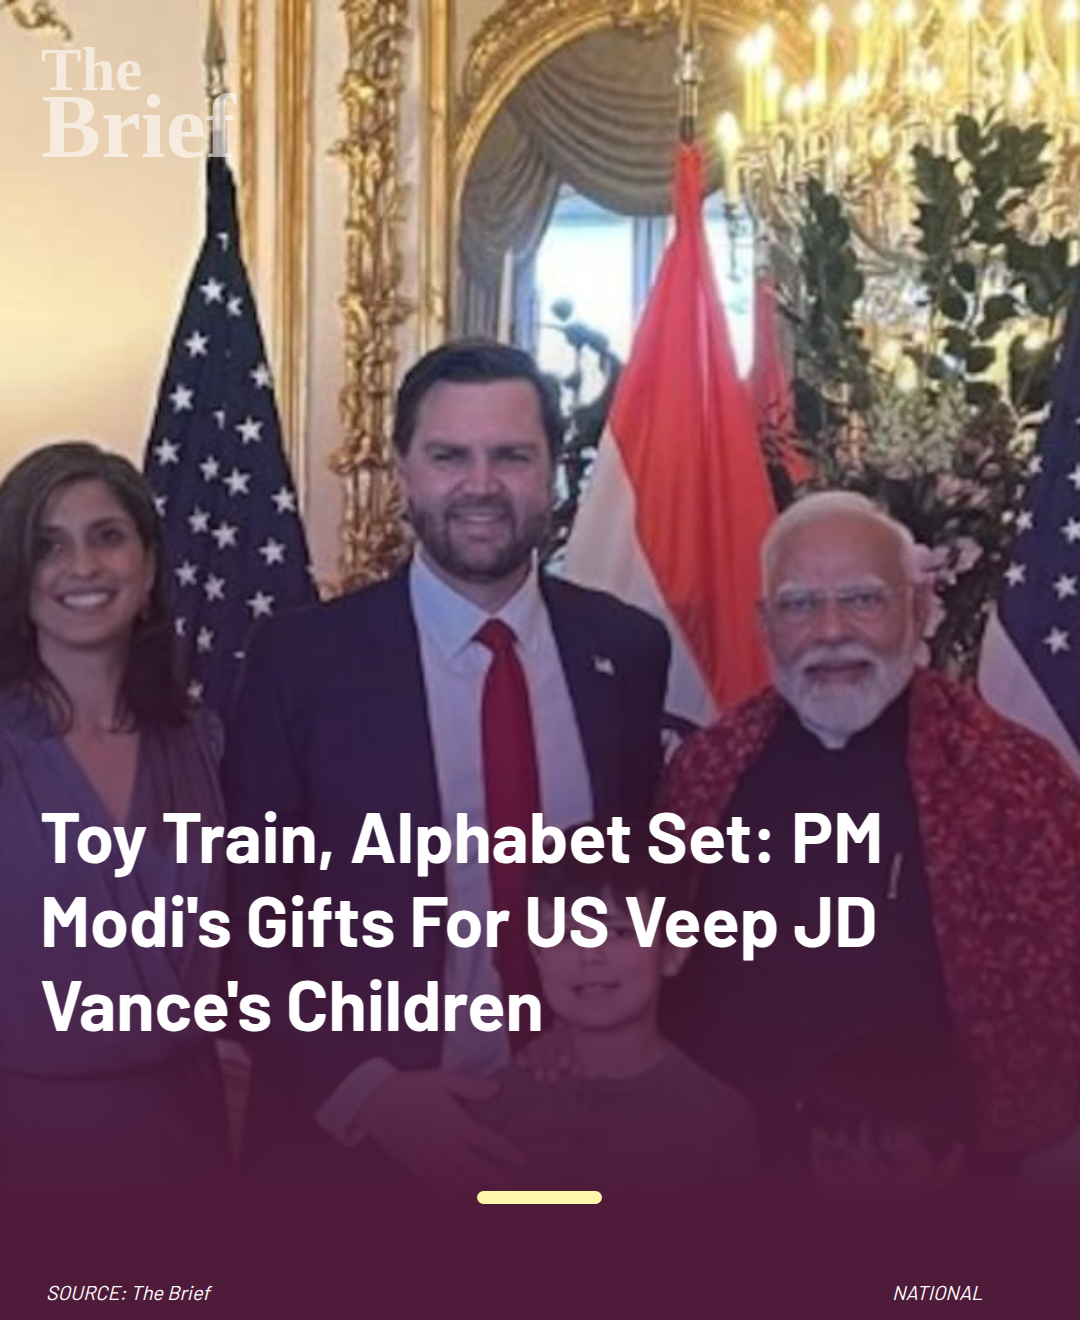 The
Brief
Toy Train, Alphabet Set: PM
Modi's Gifts For US Veep JD
Vance's Children
SOURCE: The Brief
NATIONAL